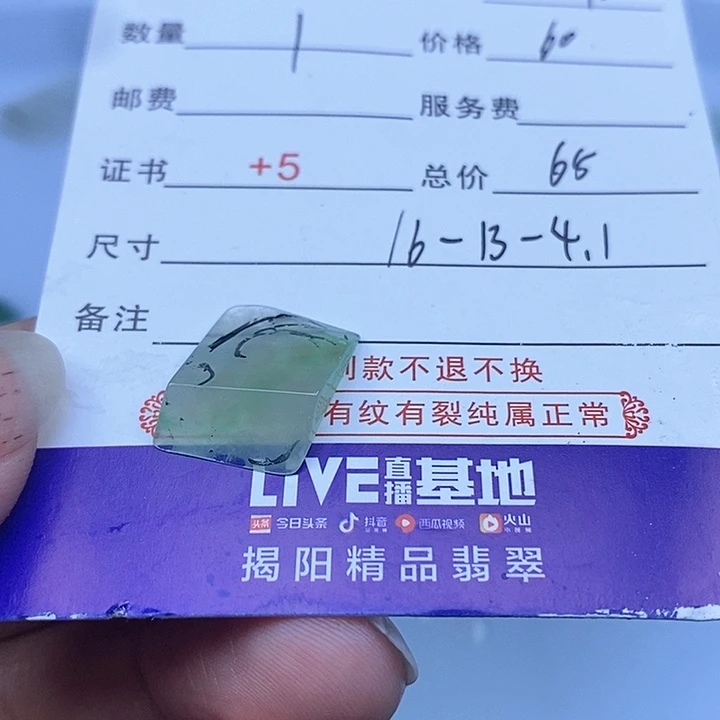 数量 1 价格 60
邮费 服务费
证书 +5 总价 65
尺寸 16-13-4.1
备注
款不退不换
有纹有裂纯属正常
LIVE直播基地
头条 今日头条 抖音 西瓜视频 火山
揭阳精品翡翠